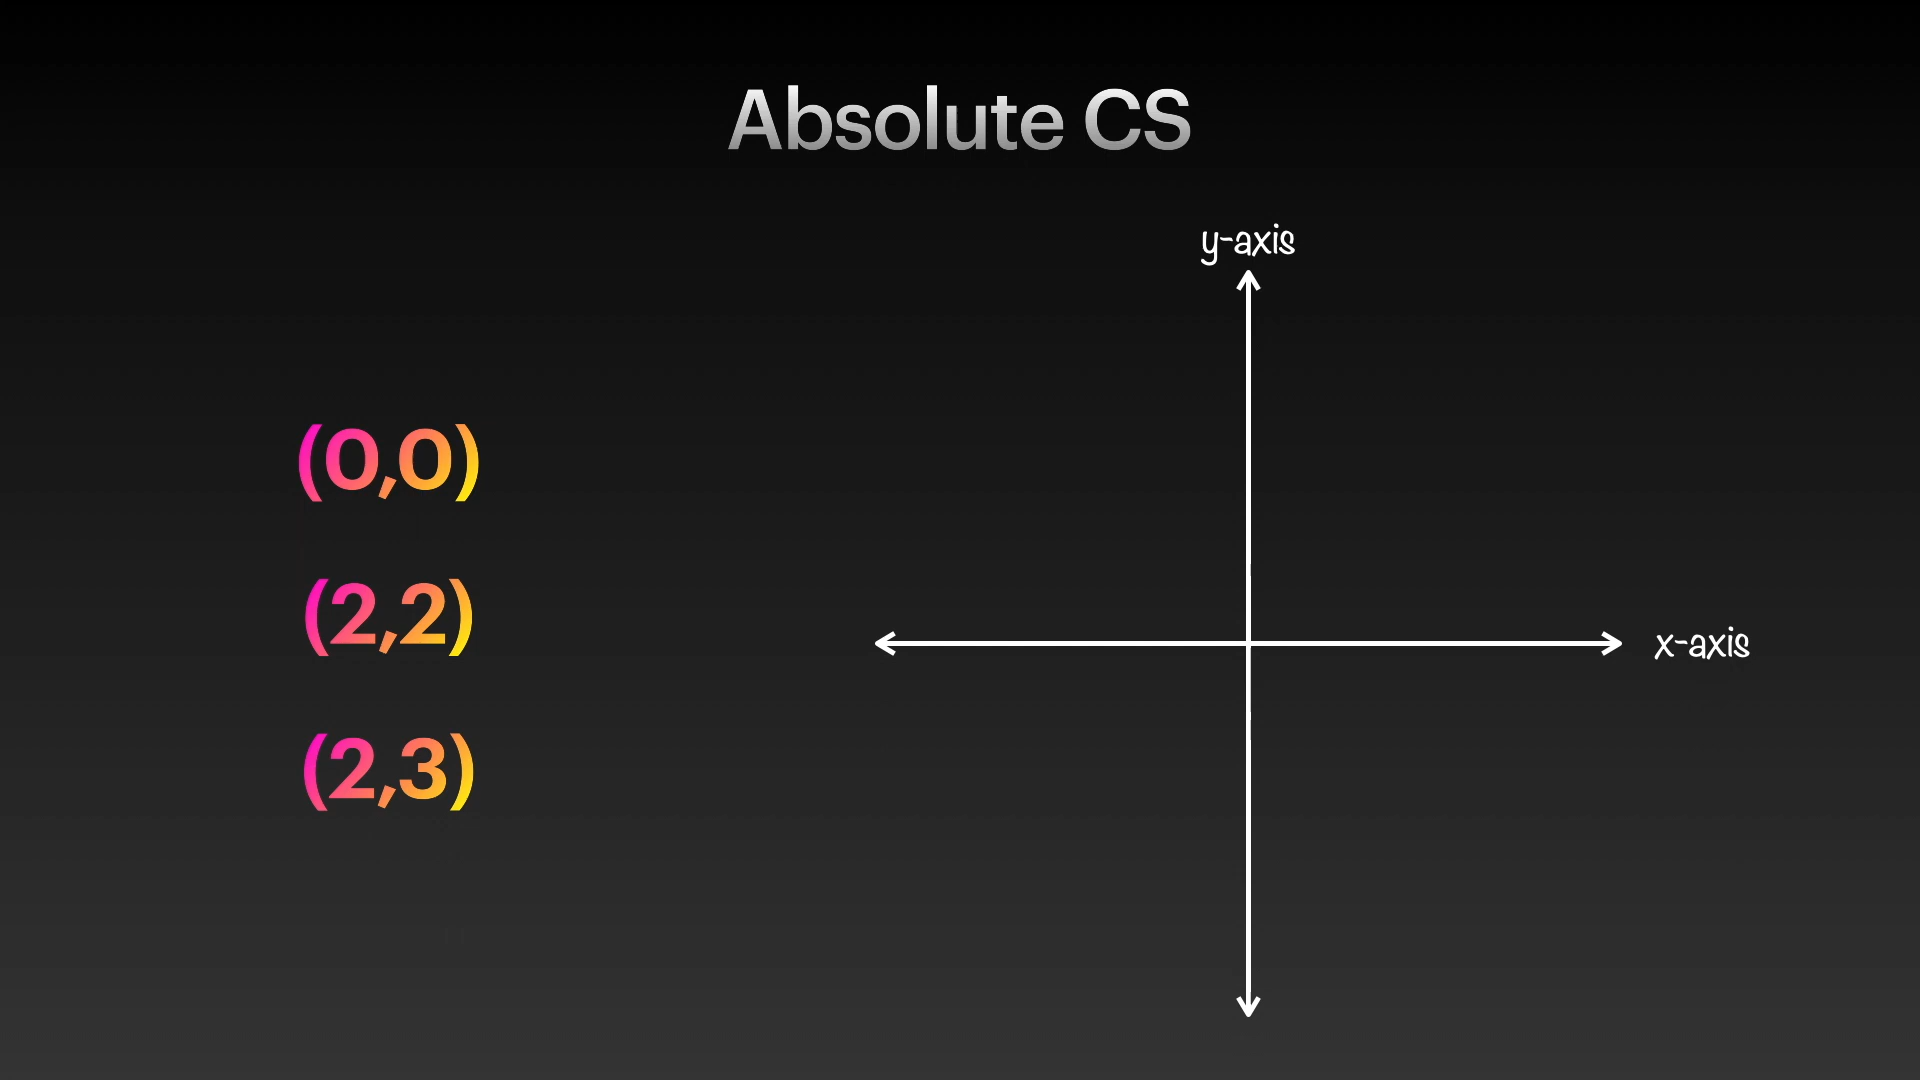 Absolute CS
y-axis
(0,0)
(2,2)
x-axis
(2,3)